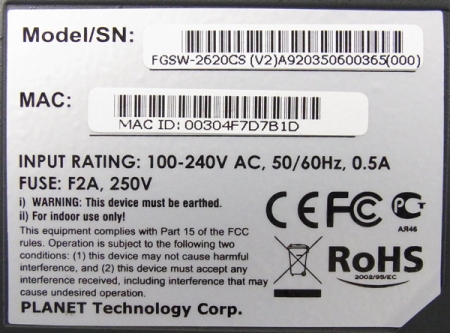 Model/SN:
FGSW-2620CS (V2)A920350600365(000)
MAC:
MAC ID: 00304F7D7B1D
INPUT RATING: 100-240V AC, 50/60Hz, 0.5A
FUSE: F2A, 250V
i) WARNING: This device must be earthed.
ii) For indoor use only!
This equipment complies with Part 15 of the FCC
rules. Operation is subject to the following two
conditions: (1) this device may not cause harmful
interference, and (2) this device must accept any
interference received, including interference that
may cause undesired operation.
PLANET Technology Corp.
CE FC PC
АЯ46
RoHS
2002/95/EC